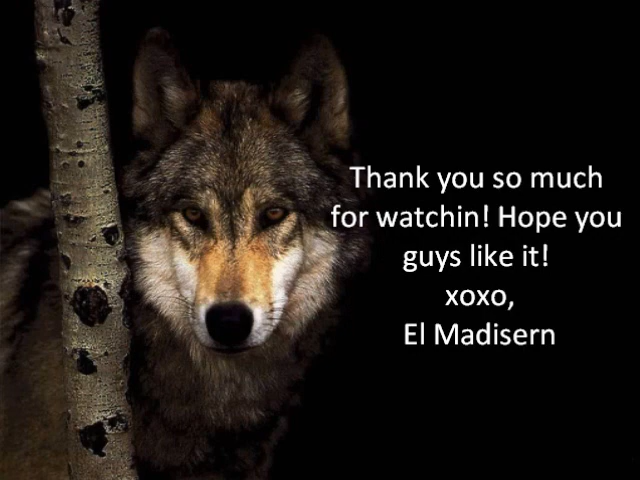 Thank you so much
for watchin! Hope you
guys like it!
xoxo,
El Madisern